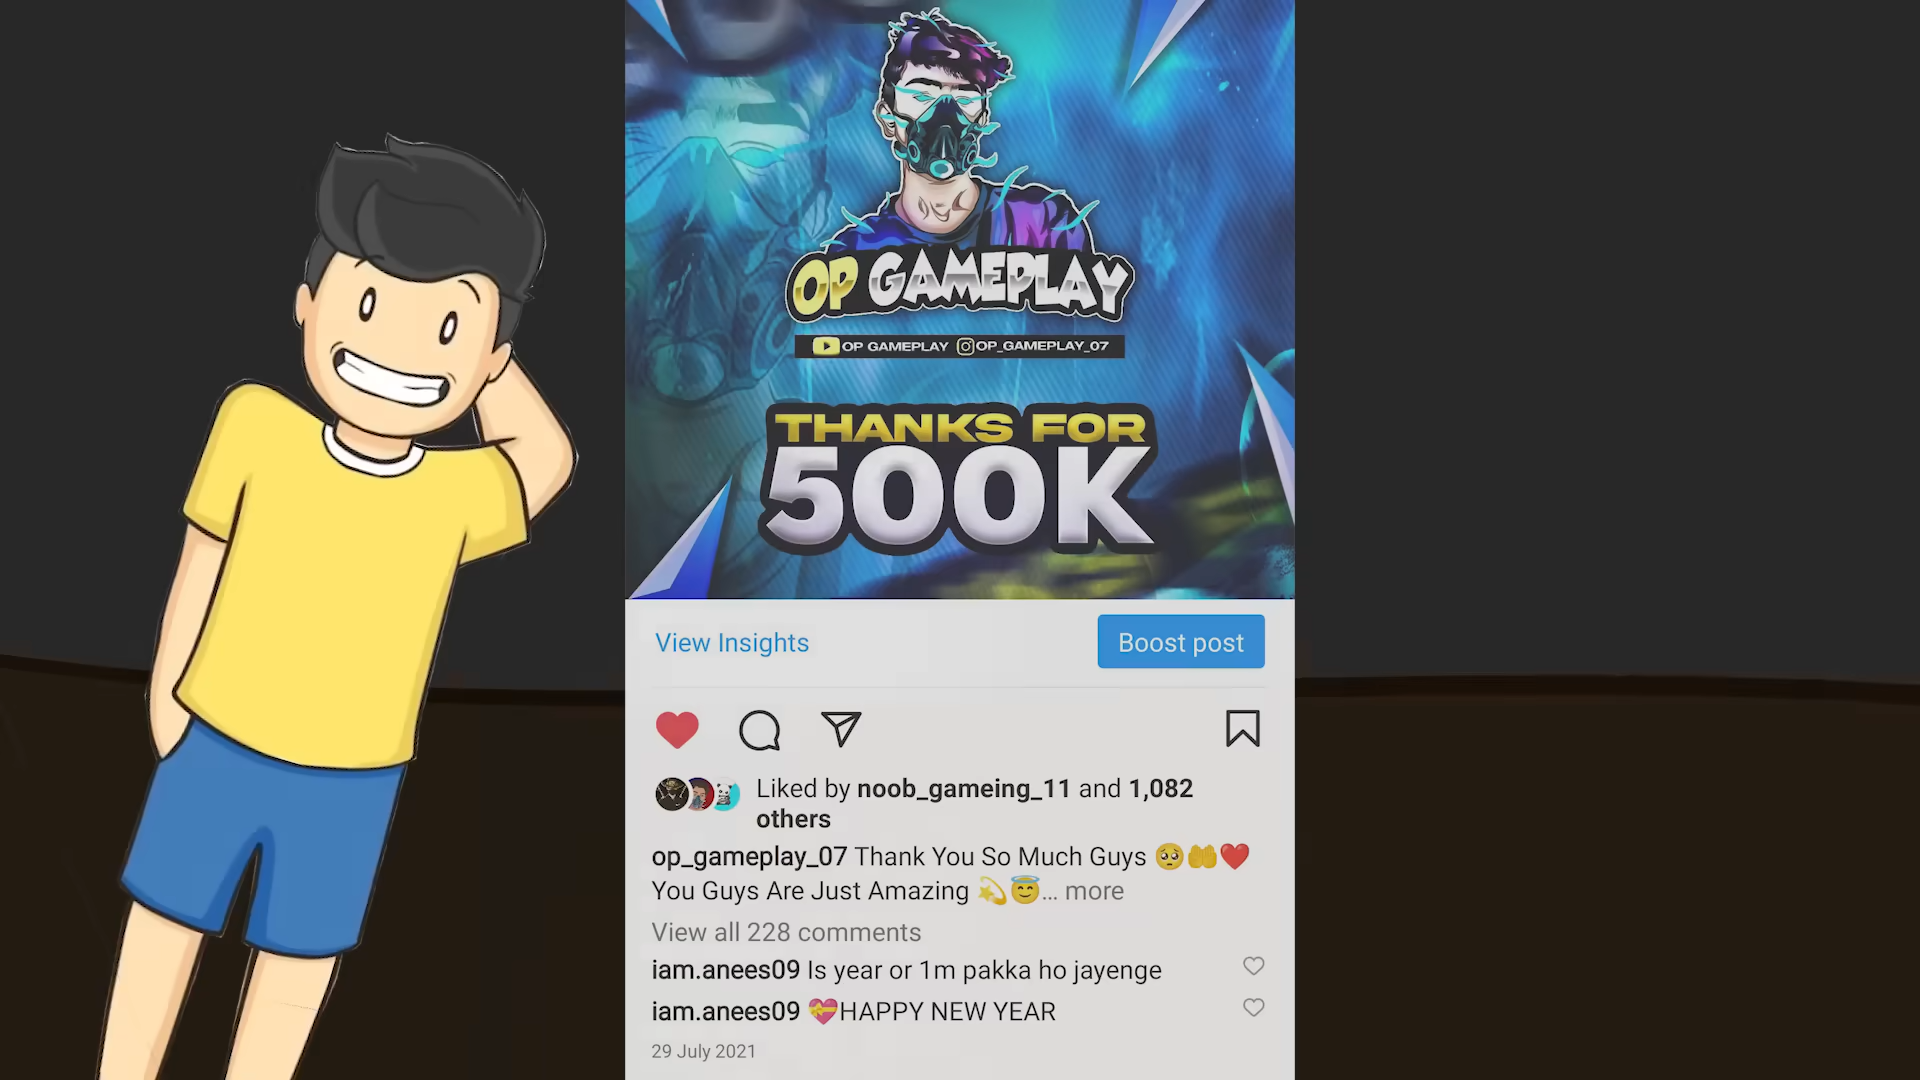 OP GAMEPLAY
OP GAMEPLAY OP_GAMEPLAY_07
THANKS FOR
500K
View Insights
Boost post
Liked by noob_gameing_11 and 1,082
others
op_gameplay_07 Thank You So Much Guys 🥺🤲❤️
You Guys Are Just Amazing 💫😇... more
View all 228 comments
iam.anees09 Is year or 1m pakka ho jayenge
iam.anees09 💝HAPPY NEW YEAR
29 July 2021